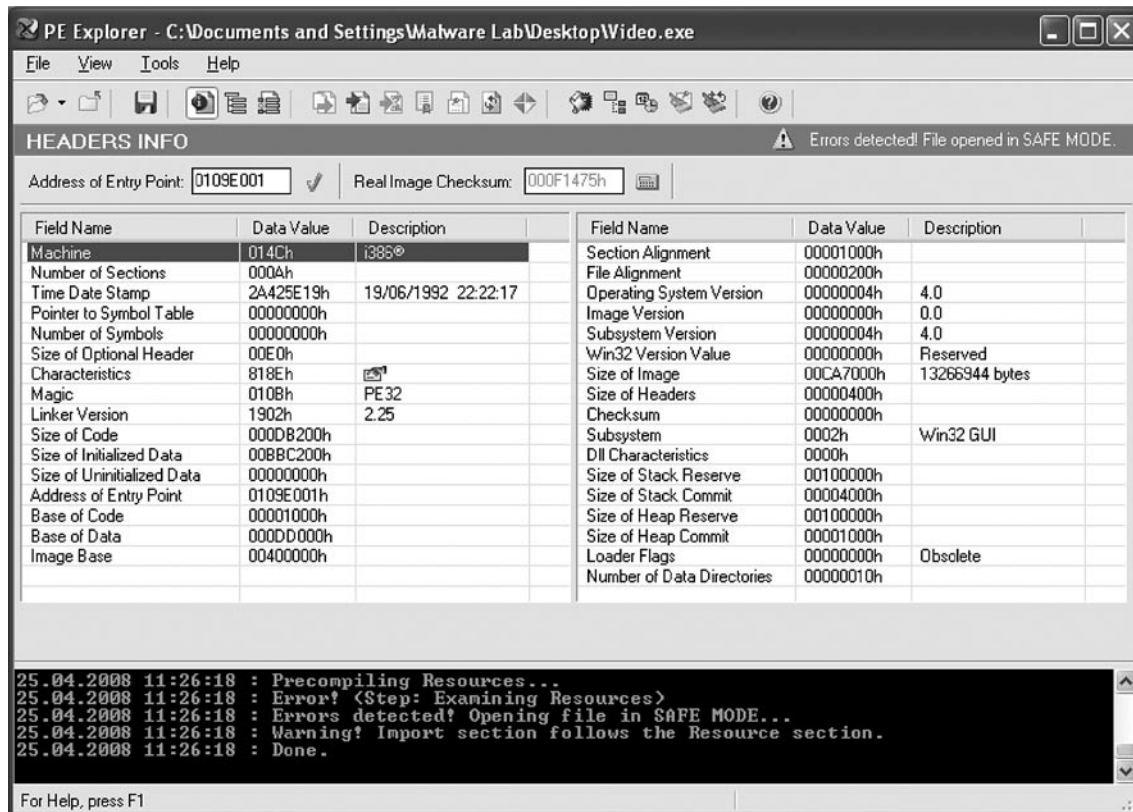 PE Explorer - C:\Documents and Settings\Malware Lab\Desktop\Video.exe
File View Tools Help
HEADERS INFO
Errors detected! File opened in SAFE MODE.
Address of Entry Point: 0109E001
Real Image Checksum: 000F1475h
Field Name Data Value Description
Machine 014Ch i386®
Number of Sections 000Ah
Time Date Stamp 2A425E19h 19/06/1992 22:22:17
Pointer to Symbol Table 00000000h
Number of Symbols 00000000h
Size of Optional Header 00E0h
Characteristics 818Eh
Magic 010Bh PE32
Linker Version 1902h 2.25
Size of Code 000DB200h
Size of Initialized Data 00BBC200h
Size of Uninitialized Data 00000000h
Address of Entry Point 0109E001h
Base of Code 00001000h
Base of Data 000DD000h
Image Base 00400000h
Field Name Data Value Description
Section Alignment 00001000h
File Alignment 00000200h
Operating System Version 00000004h 4.0
Image Version 00000000h 0.0
Subsystem Version 00000004h 4.0
Win32 Version Value 00000000h Reserved
Size of Image 00CA7000h 13266944 bytes
Size of Headers 00000400h
Checksum 00000000h
Subsystem 0002h Win32 GUI
Dll Characteristics 0000h
Size of Stack Reserve 00100000h
Size of Stack Commit 00004000h
Size of Heap Reserve 00100000h
Size of Heap Commit 00001000h
Loader Flags 00000000h Obsolete
Number of Data Directories 00000010h
25.04.2008 11:26:18 : Precompiling Resources...
25.04.2008 11:26:18 : Error! (Step: Examining Resources)
25.04.2008 11:26:18 : Errors detected! Opening file in SAFE MODE...
25.04.2008 11:26:18 : Warning! Import section follows the Resource section.
25.04.2008 11:26:18 : Done.
For Help, press F1